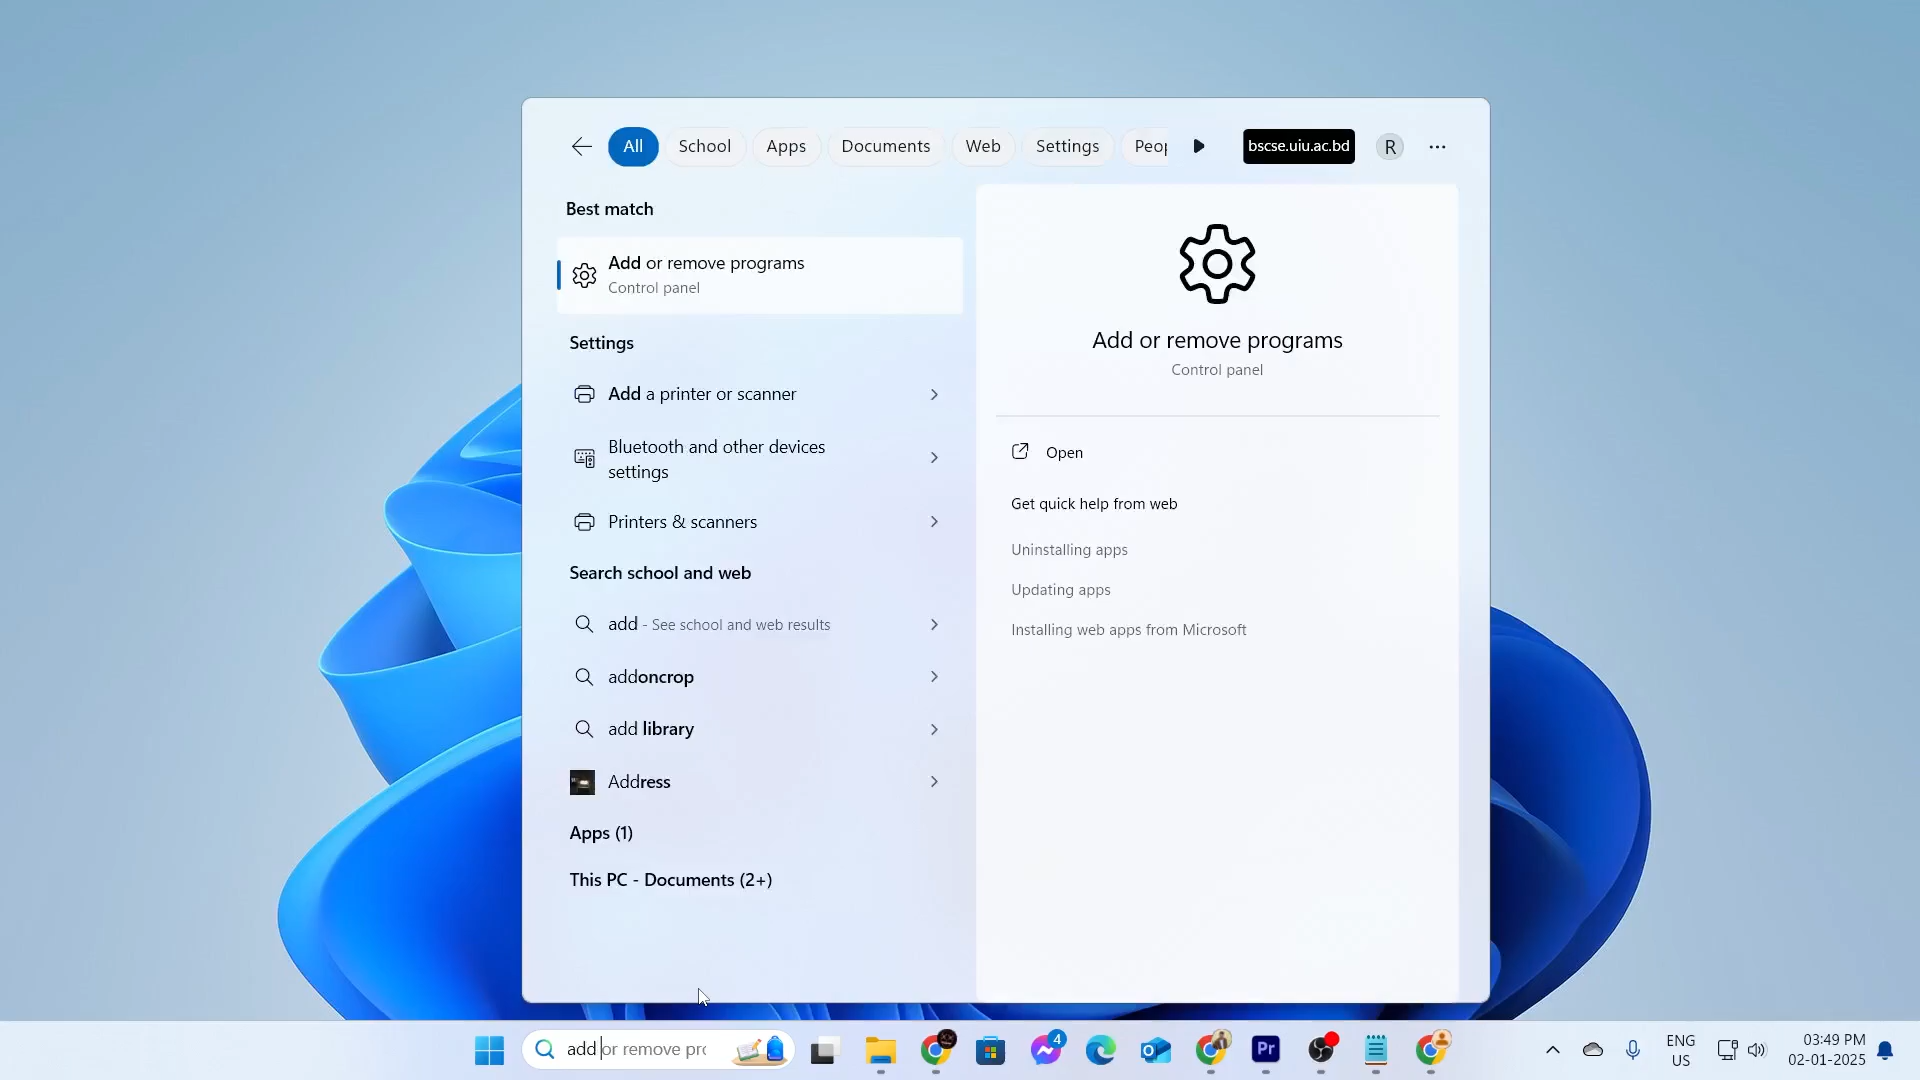 All School Apps Documents Web Settings bscse.uiu.ac.bd R
Best match
Add or remove programs
Control panel
Settings
Add a printer or scanner
Bluetooth and other devices
settings
Printers & scanners
Search school and web
add - See school and web results
addoncrop
add library
Address
Apps (1)
This PC - Documents (2+)
Add or remove programs
Control panel
Open
Get quick help from web
Uninstalling apps
Updating apps
Installing web apps from Microsoft
add or remove pro
4
Pr
ENG
US
03:49 PM
02-01-2025